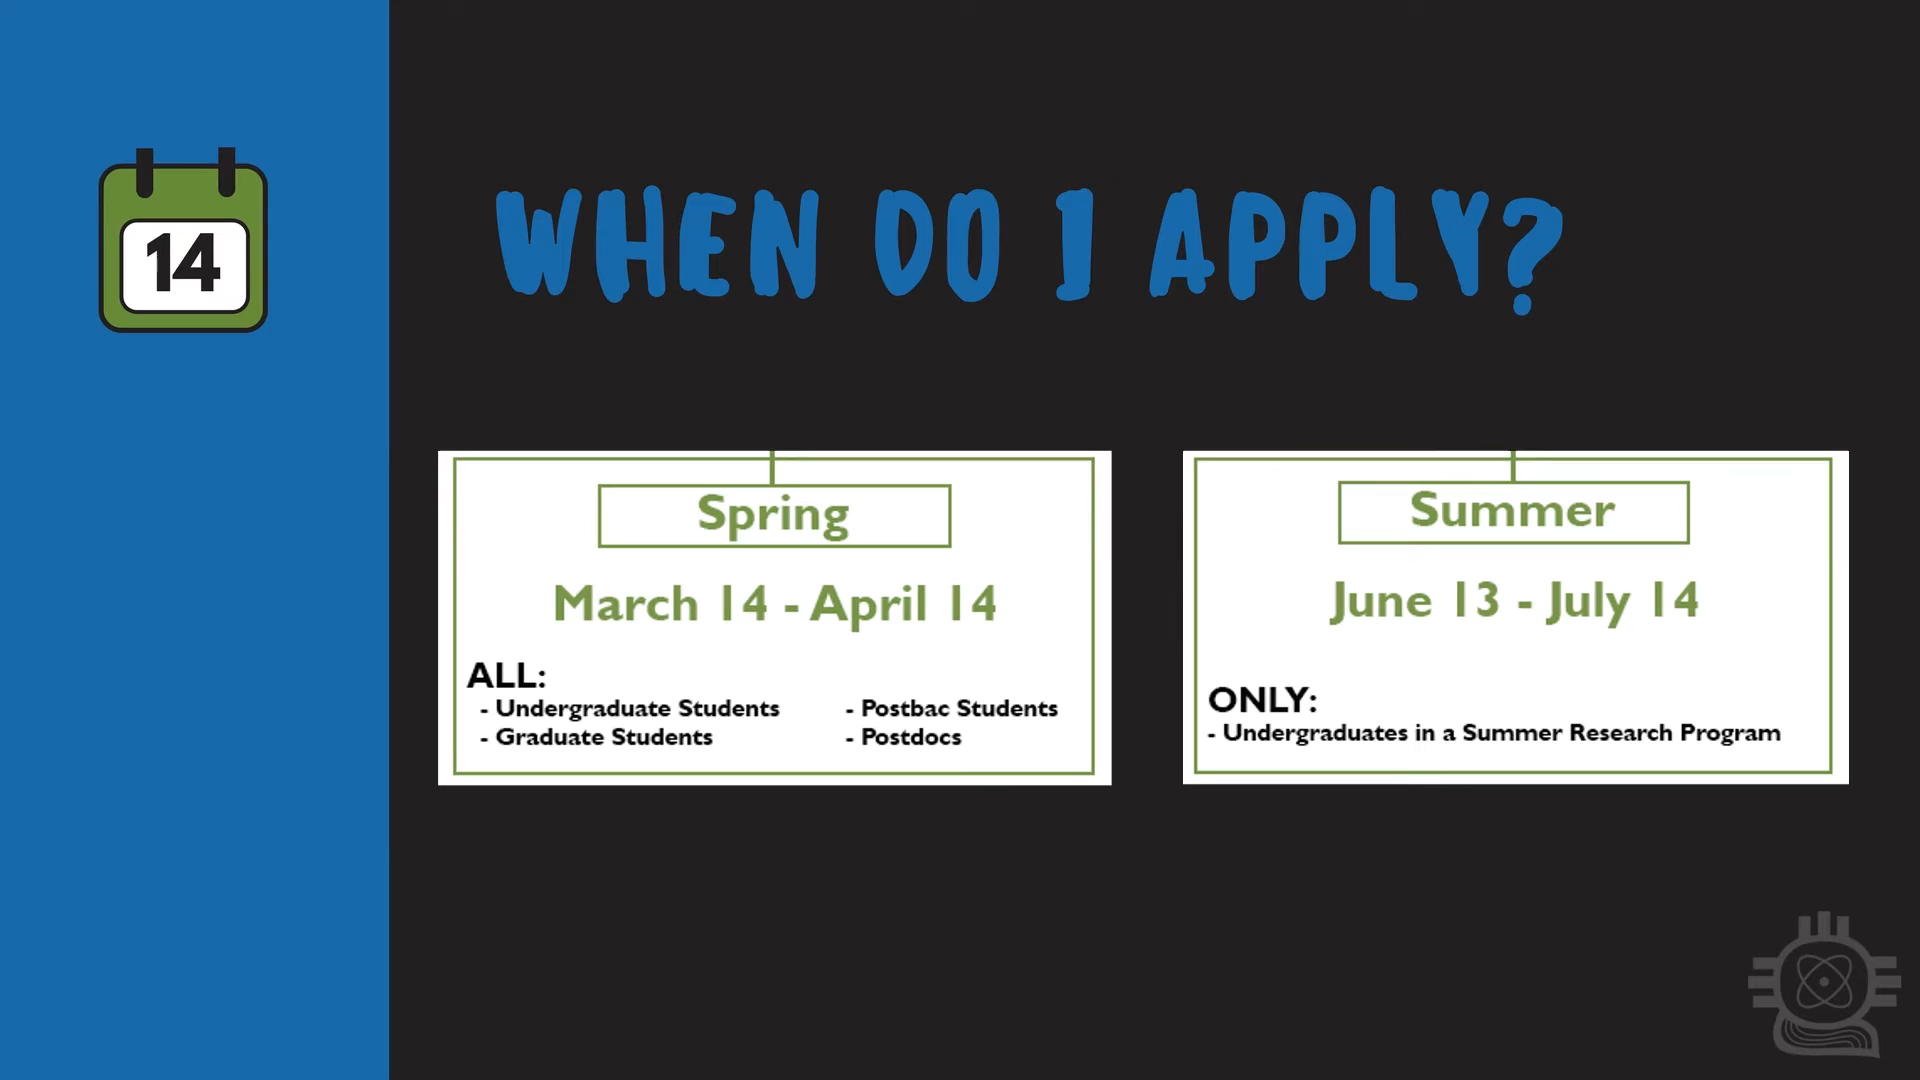 14
WHEN DO I APPLY?
Spring
March 14 - April 14
ALL:
- Undergraduate Students
- Graduate Students
- Postbac Students
- Postdocs
Summer
June 13 - July 14
ONLY:
- Undergraduates in a Summer Research Program